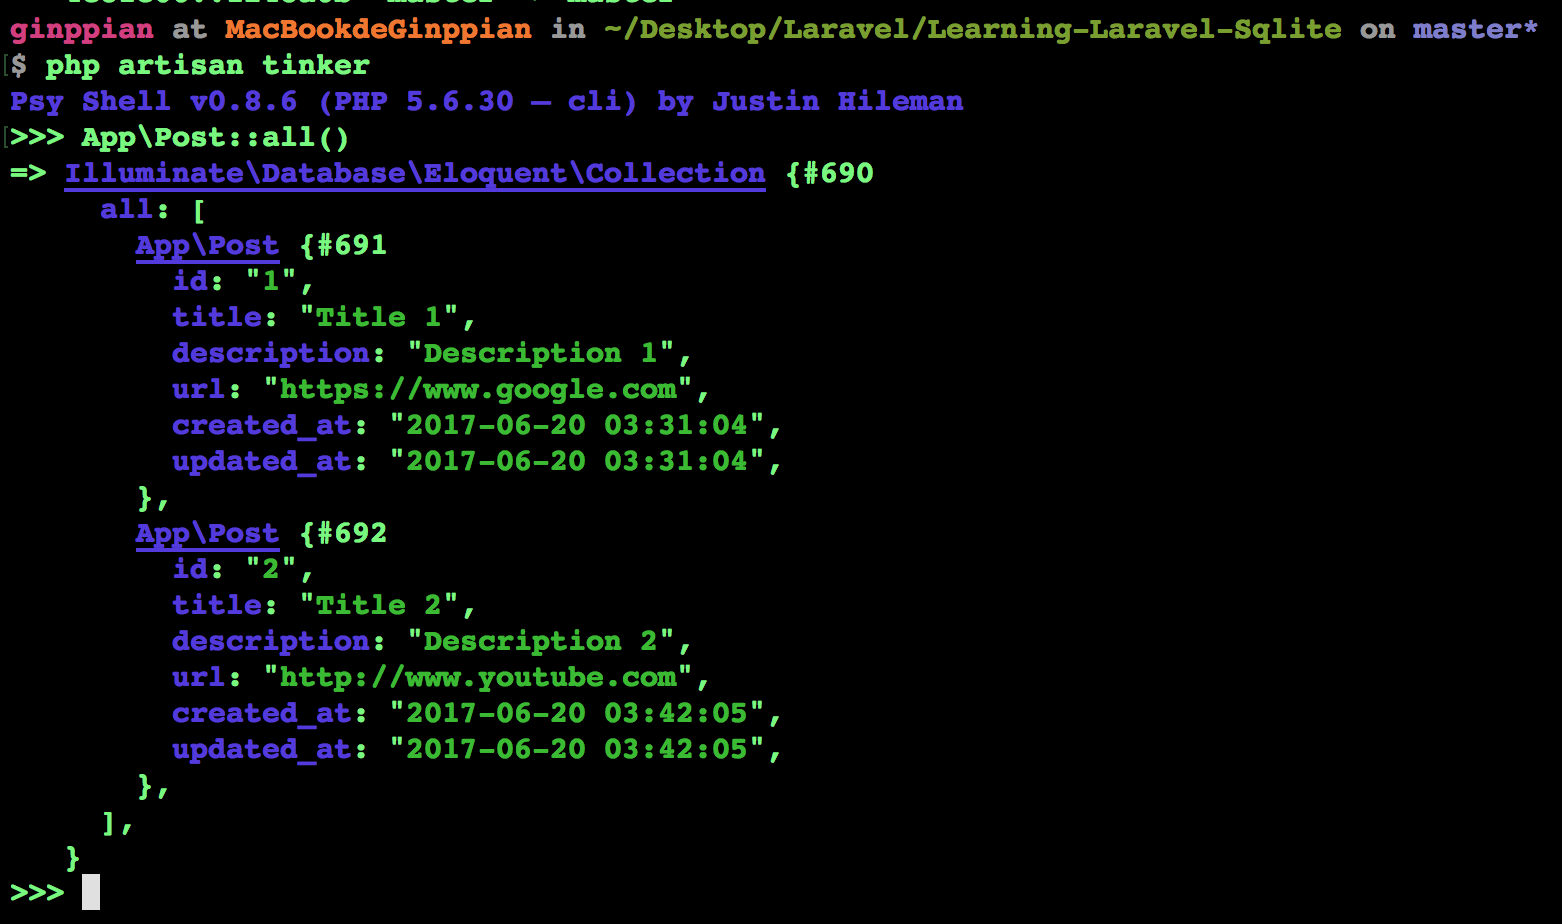 ginppian at MacBookdeGinppian in ~/Desktop/Laravel/Learning-Laravel-Sqlite on master*
$ php artisan tinker
Psy Shell v0.8.6 (PHP 5.6.30 — cli) by Justin Hileman
>>> App\Post::all()
=> Illuminate\Database\Eloquent\Collection {#690
     all: [
       App\Post {#691
         id: "1",
         title: "Title 1",
         description: "Description 1",
         url: "https://www.google.com",
         created_at: "2017-06-20 03:31:04",
         updated_at: "2017-06-20 03:31:04",
       },
       App\Post {#692
         id: "2",
         title: "Title 2",
         description: "Description 2",
         url: "http://www.youtube.com",
         created_at: "2017-06-20 03:42:05",
         updated_at: "2017-06-20 03:42:05",
       },
     ],
   }
>>>